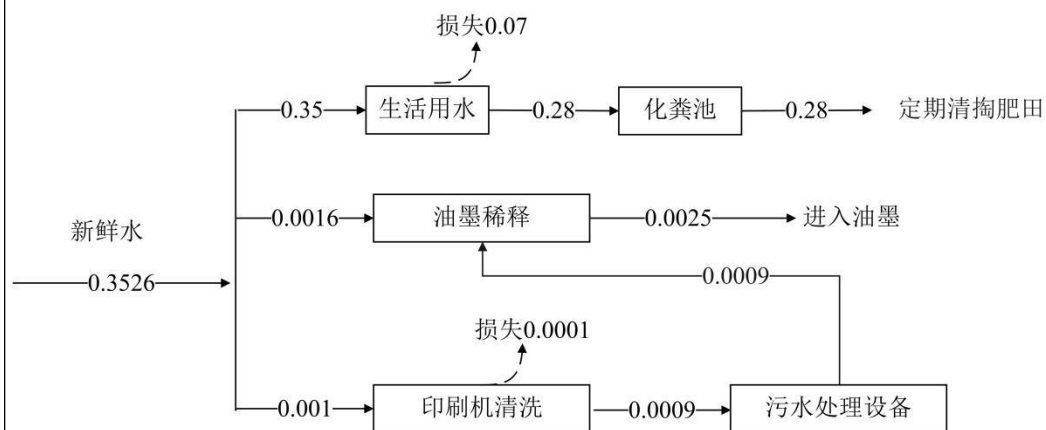 损失0.07
0.35
生活用水
0.28
化粪池
0.28
定期清掏肥田
新鲜水
0.3526
0.0016
油墨稀释
0.0025
进入油墨
0.0009
损失0.0001
0.001
印刷机清洗
0.0009
污水处理设备